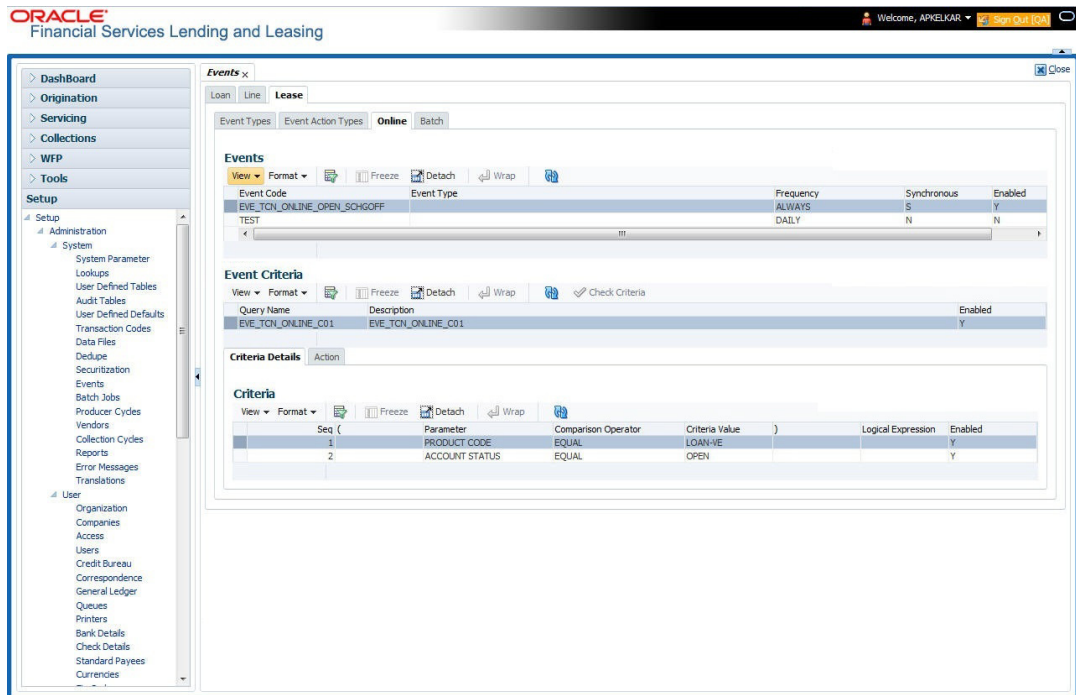 ORACLE
Financial Services Lending and Leasing
Welcome, APKELKAR
Sign Out [QA]
DashBoard
Origination
Servicing
Collections
WFP
Tools
Setup
Setup
Administration
System
System Parameter
Lookups
User Defined Tables
Audit Tables
User Defined Defaults
Transaction Codes
Data Files
Dedupe
Securitization
Events
Batch Jobs
Producer Cycles
Vendors
Collection Cycles
Reports
Error Messages
Translations
User
Organization
Companies
Access
Users
Credit Bureau
Correspondence
General Ledger
Queues
Printers
Bank Details
Check Details
Standard Payees
Currencies
Events
Close
Loan Line Lease
Event Types Event Action Types Online Batch
Events
View Format Freeze Detach Wrap
Event Code Event Type Frequency Synchronous Enabled
EVE_TCN_ONLINE_OPEN_SCHGOFF ALWAYS S Y
TEST DAILY N N
Event Criteria
View Format Freeze Detach Wrap Check Criteria
Query Name Description Enabled
EVE_TCN_ONLINE_C01 EVE_TCN_ONLINE_C01 Y
Criteria Details Action
Criteria
View Format Freeze Detach Wrap
Seq ( Parameter Comparison Operator Criteria Value ) Logical Expression Enabled
1 PRODUCT CODE EQUAL LOAN-VE Y
2 ACCOUNT STATUS EQUAL OPEN Y